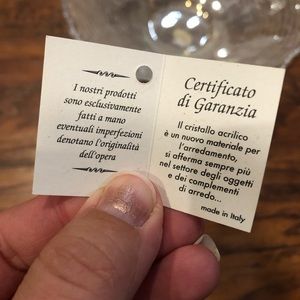 I nostri prodotti
sono esclusivamente
fatti a mano
eventuali imperfezioni
denotano l'originalità
dell'opera
Certificato
di Garanzia
Il cristallo acrilico
è un nuovo materiale per
l'arredamento,
si afferma sempre più
nel settore degli oggetti
e dei complementi
di arredo...
made in Italy